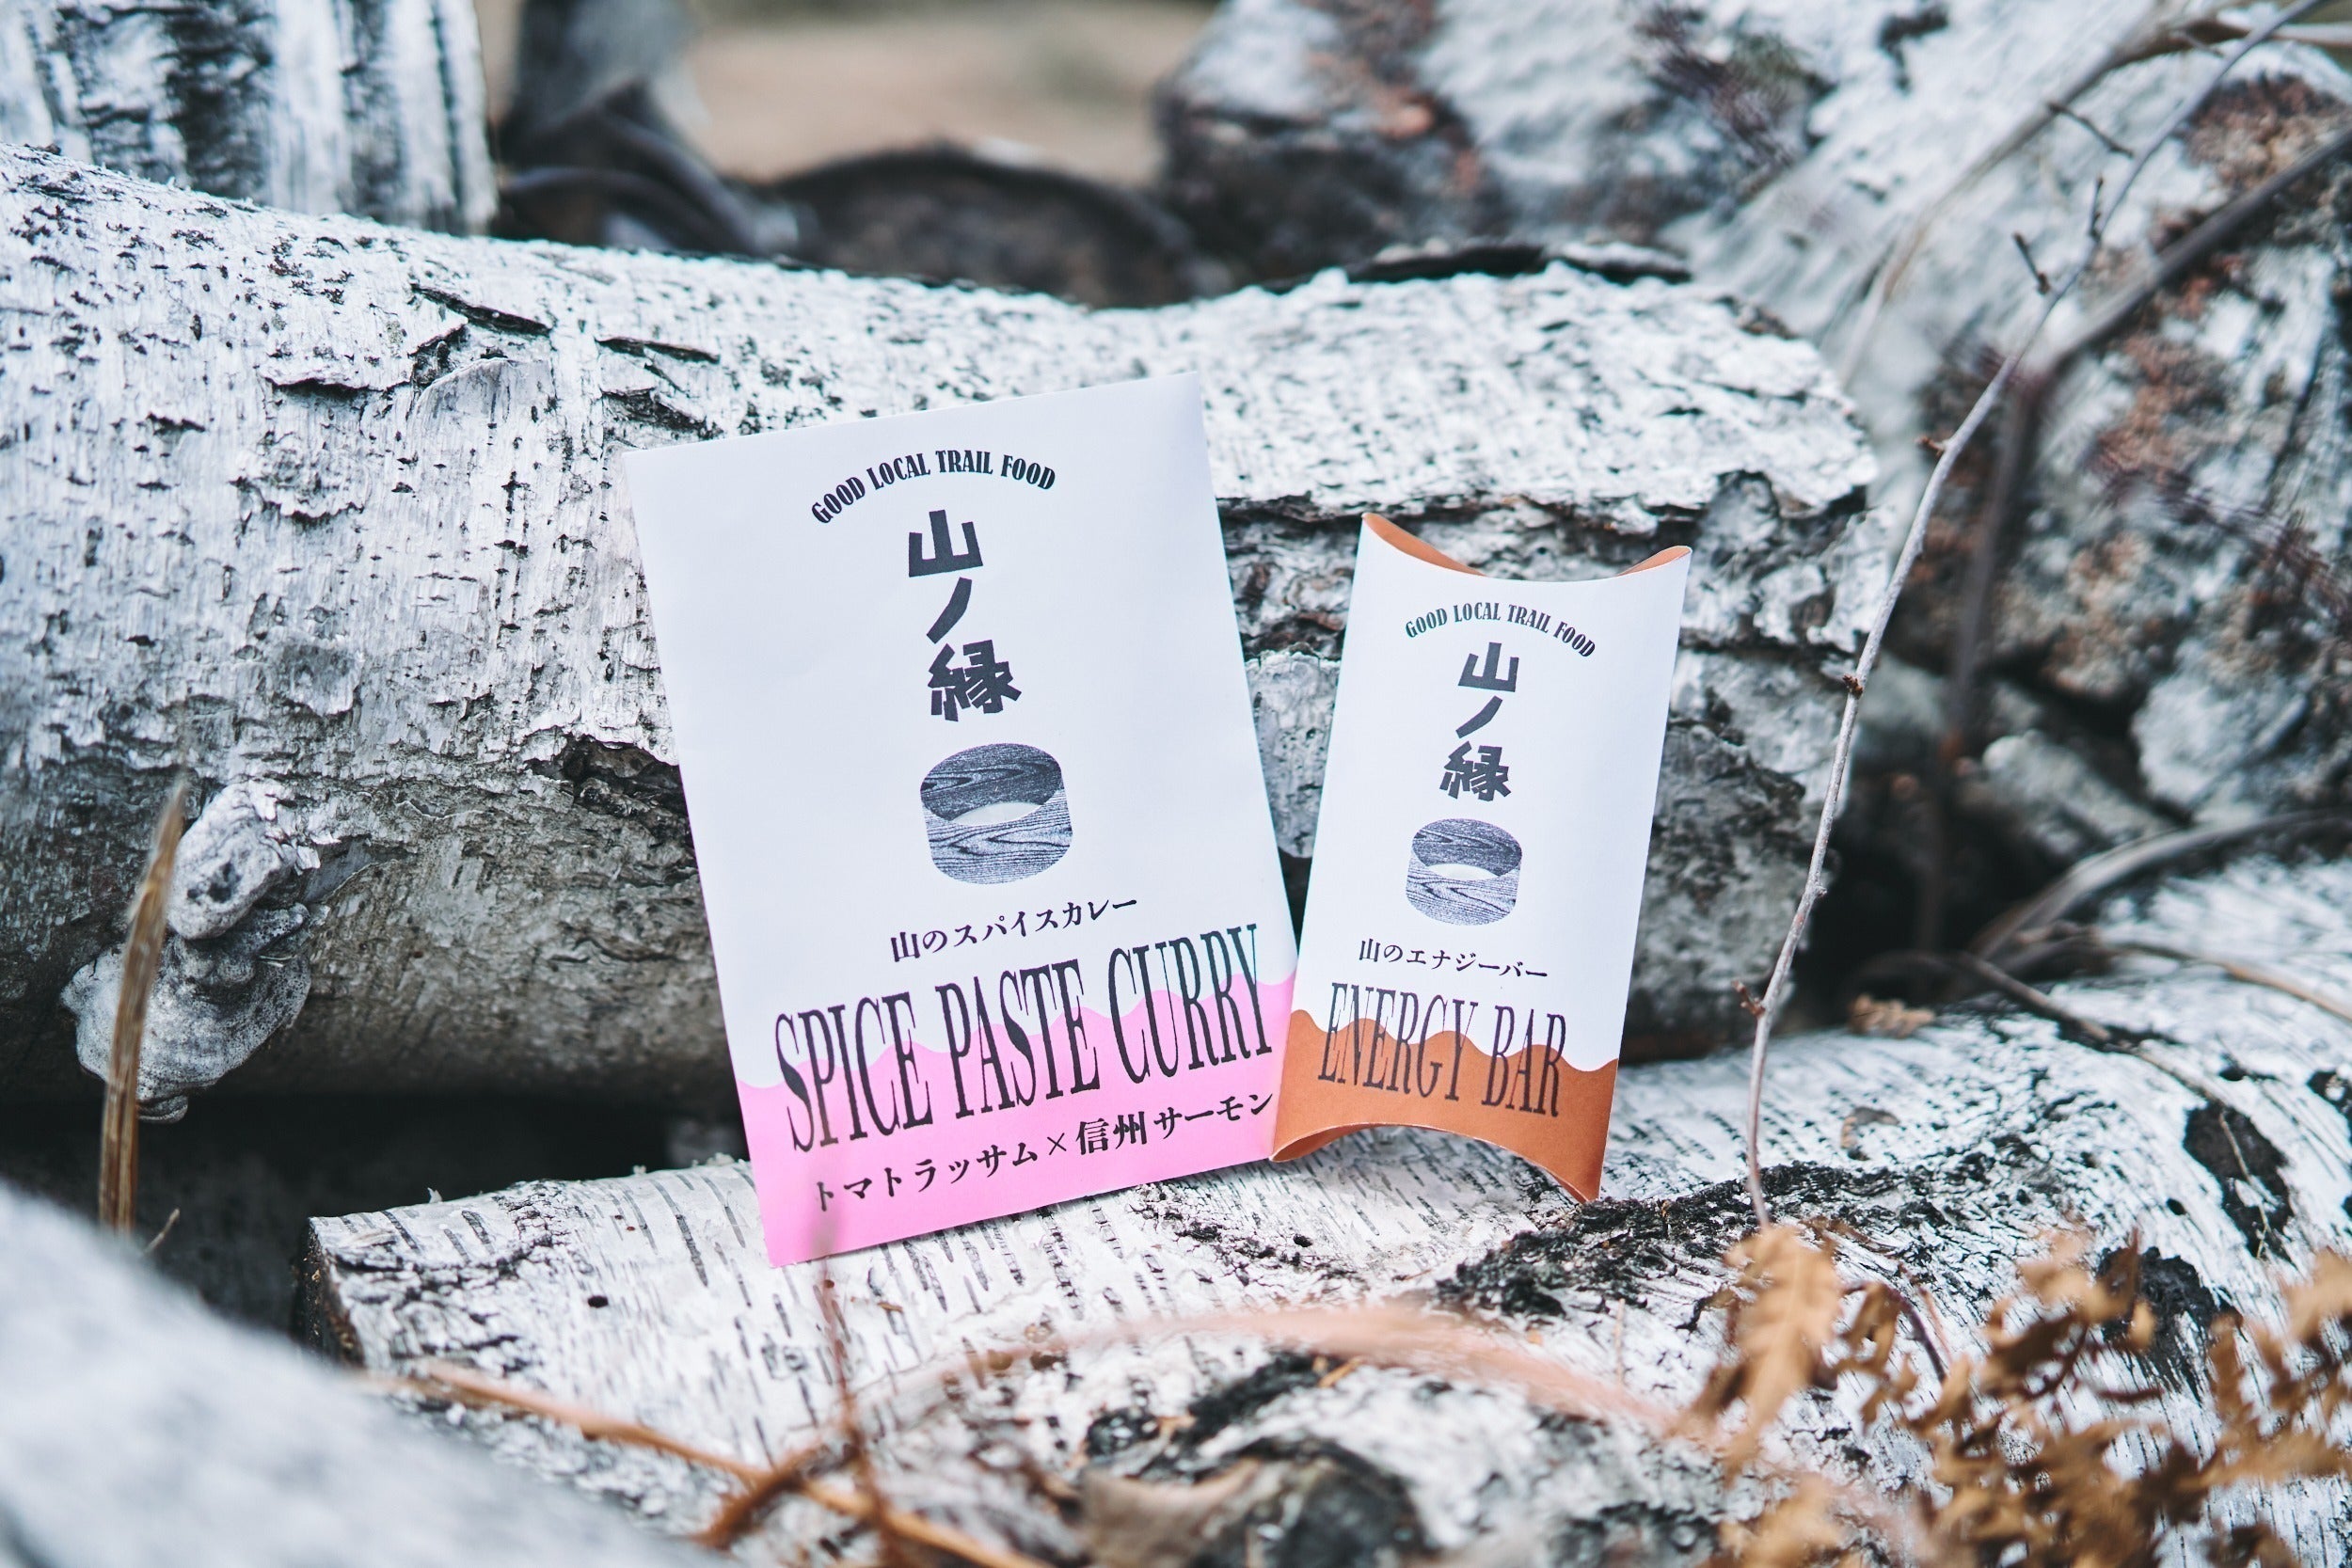 GOOD LOCAL TRAIL FOOD
山ノ縁
山のスパイスカレー
SPICE PASTE CURRY
トマトラッサム×信州サーモン
GOOD LOCAL TRAIL FOOD
山ノ縁
山のエナジーバー
ENERGY BAR